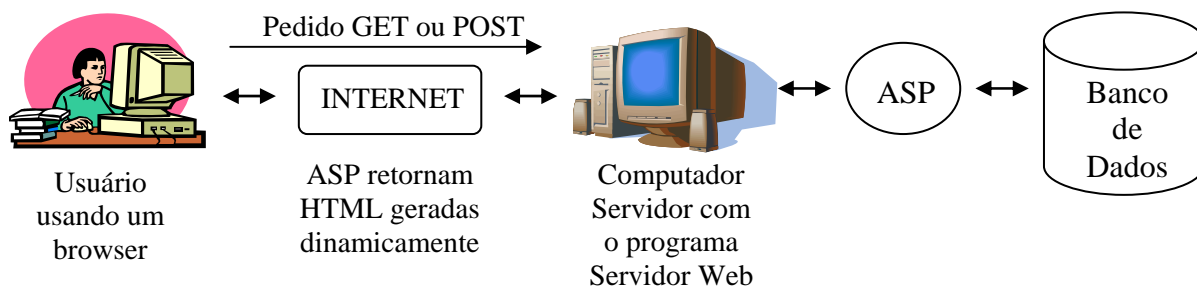 Pedido GET ou POST
INTERNET
ASP
Banco
de
Dados
Usuário
usando um
browser
ASP retornam
HTML geradas
dinamicamente
Computador
Servidor com
o programa
Servidor Web